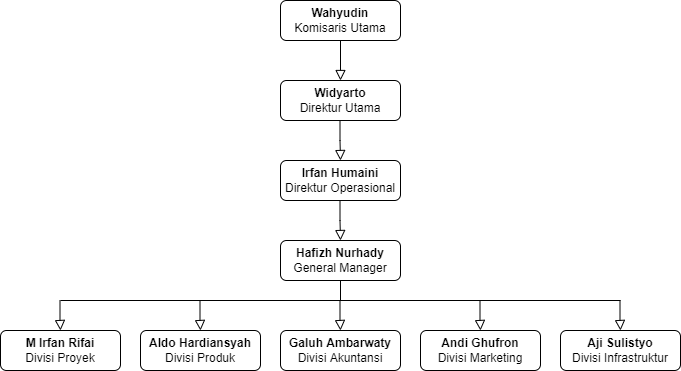 Wahyudin
Komisaris Utama
Widyarto
Direktur Utama
Irfan Humaini
Direktur Operasional
Hafizh Nurhady
General Manager
M Irfan Rifai
Divisi Proyek
Aldo Hardiansyah
Divisi Produk
Galuh Ambarwaty
Divisi Akuntansi
Andi Ghufron
Divisi Marketing
Aji Sulistyo
Divisi Infrastruktur